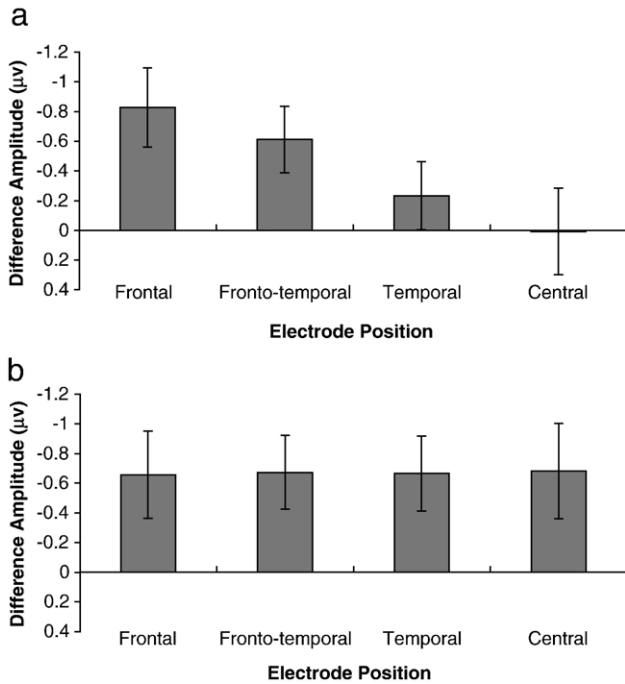 a
Difference Amplitude (μv)
-1.2
-1
-0.8
-0.6
-0.4
-0.2
0
0.2
0.4
Frontal Fronto-temporal Temporal Central
Electrode Position
b
Difference Amplitude (μv)
-1.2
-1
-0.8
-0.6
-0.4
-0.2
0
0.2
0.4
Frontal Fronto-temporal Temporal Central
Electrode Position